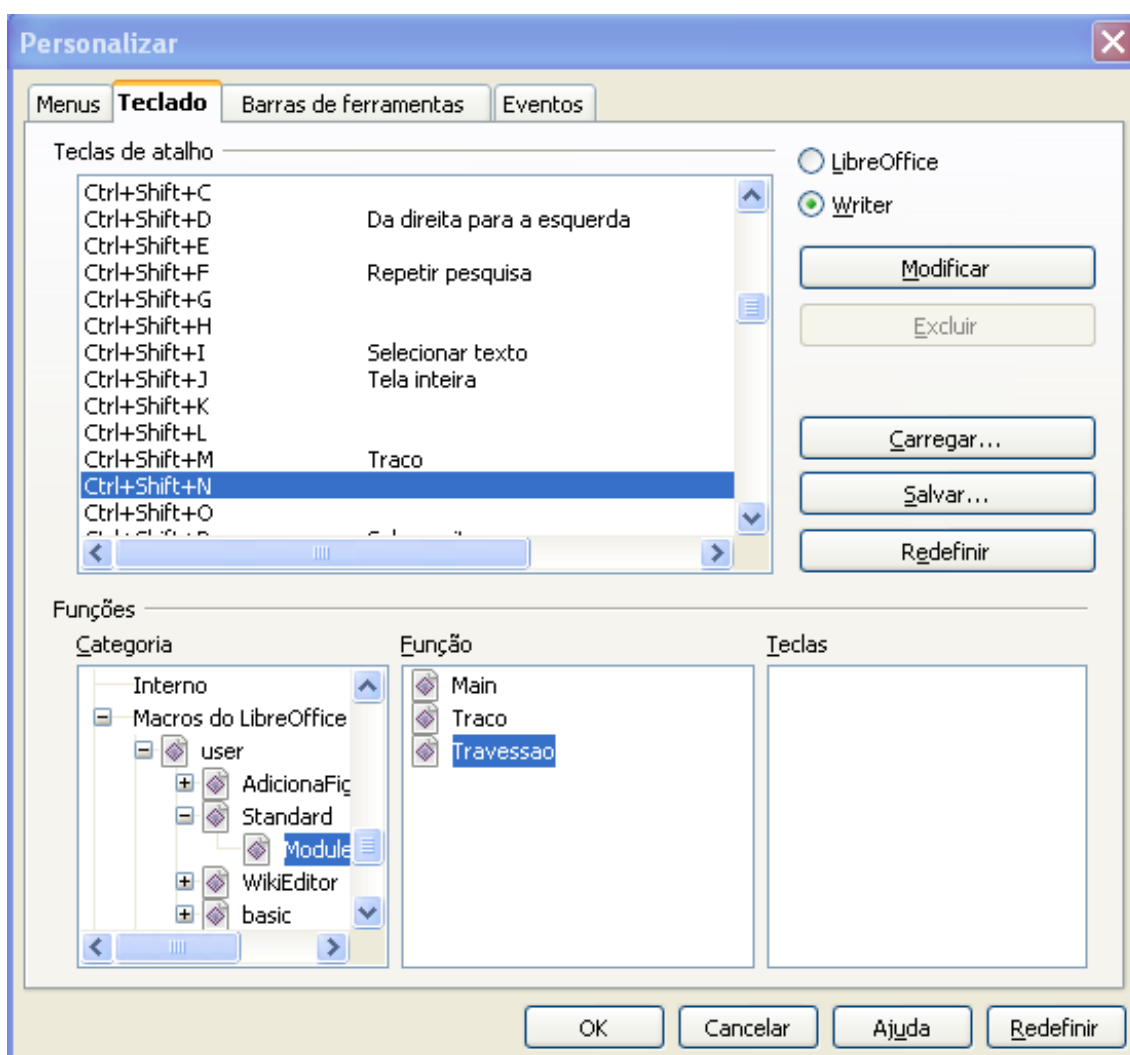 Personalizar
Menus Teclado Barras de ferramentas Eventos
Teclas de atalho
Ctrl+Shift+C
Ctrl+Shift+D Da direita para a esquerda
Ctrl+Shift+E
Ctrl+Shift+F Repetir pesquisa
Ctrl+Shift+G
Ctrl+Shift+H
Ctrl+Shift+I Selecionar texto
Ctrl+Shift+J Tela inteira
Ctrl+Shift+K
Ctrl+Shift+L
Ctrl+Shift+M Traco
Ctrl+Shift+N
Ctrl+Shift+O
LibreOffice
Writer
Modificar
Excluir
Carregar...
Salvar...
Redefinir
Funções
Categoria
Interno
Macros do LibreOffice
user
AdicionaFig
Standard
Module
WikiEditor
basic
Função
Main
Traco
Travessao
Teclas
OK Cancelar Ajuda Redefinir